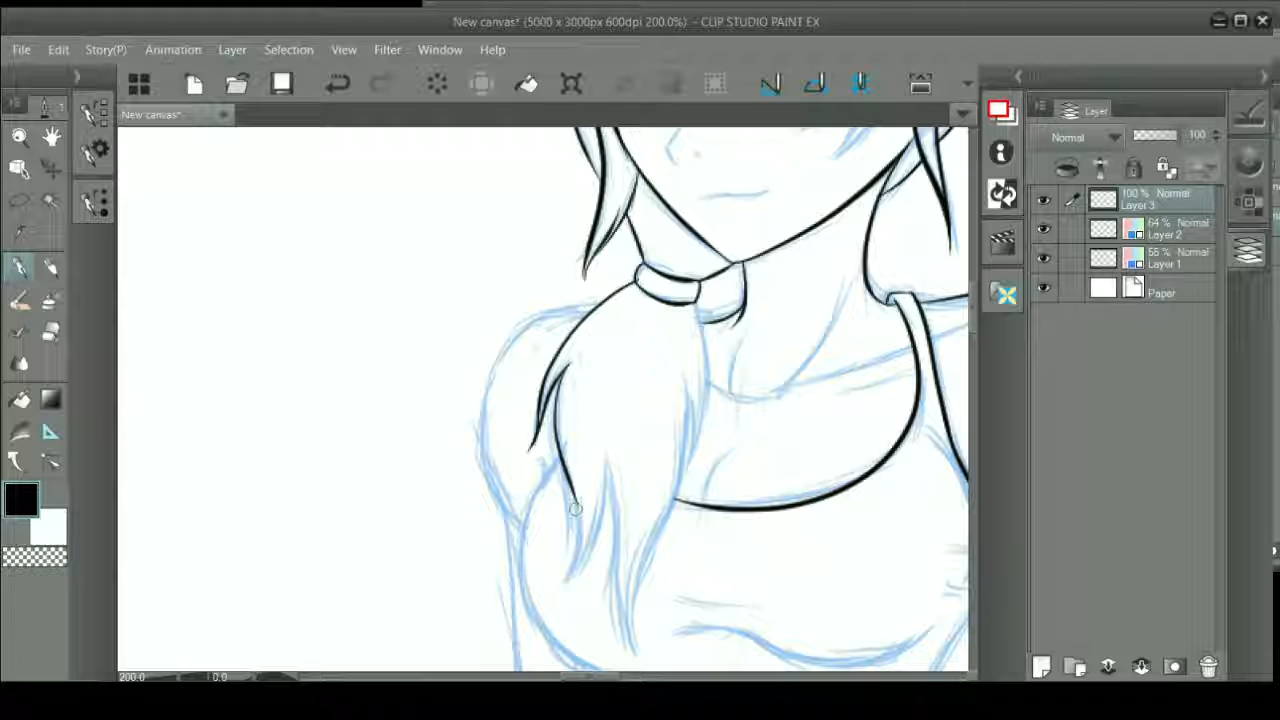 New canvas* (5000 x 3000px 600dpi 200.0%) - CLIP STUDIO PAINT EX
File Edit Story(P) Animation Layer Selection View Filter Window Help
New canvas*
Layer
Normal 100
100 % Normal
Layer 3
64 % Normal
Layer 2
55 % Normal
Layer 1
Paper
200.0 0.0